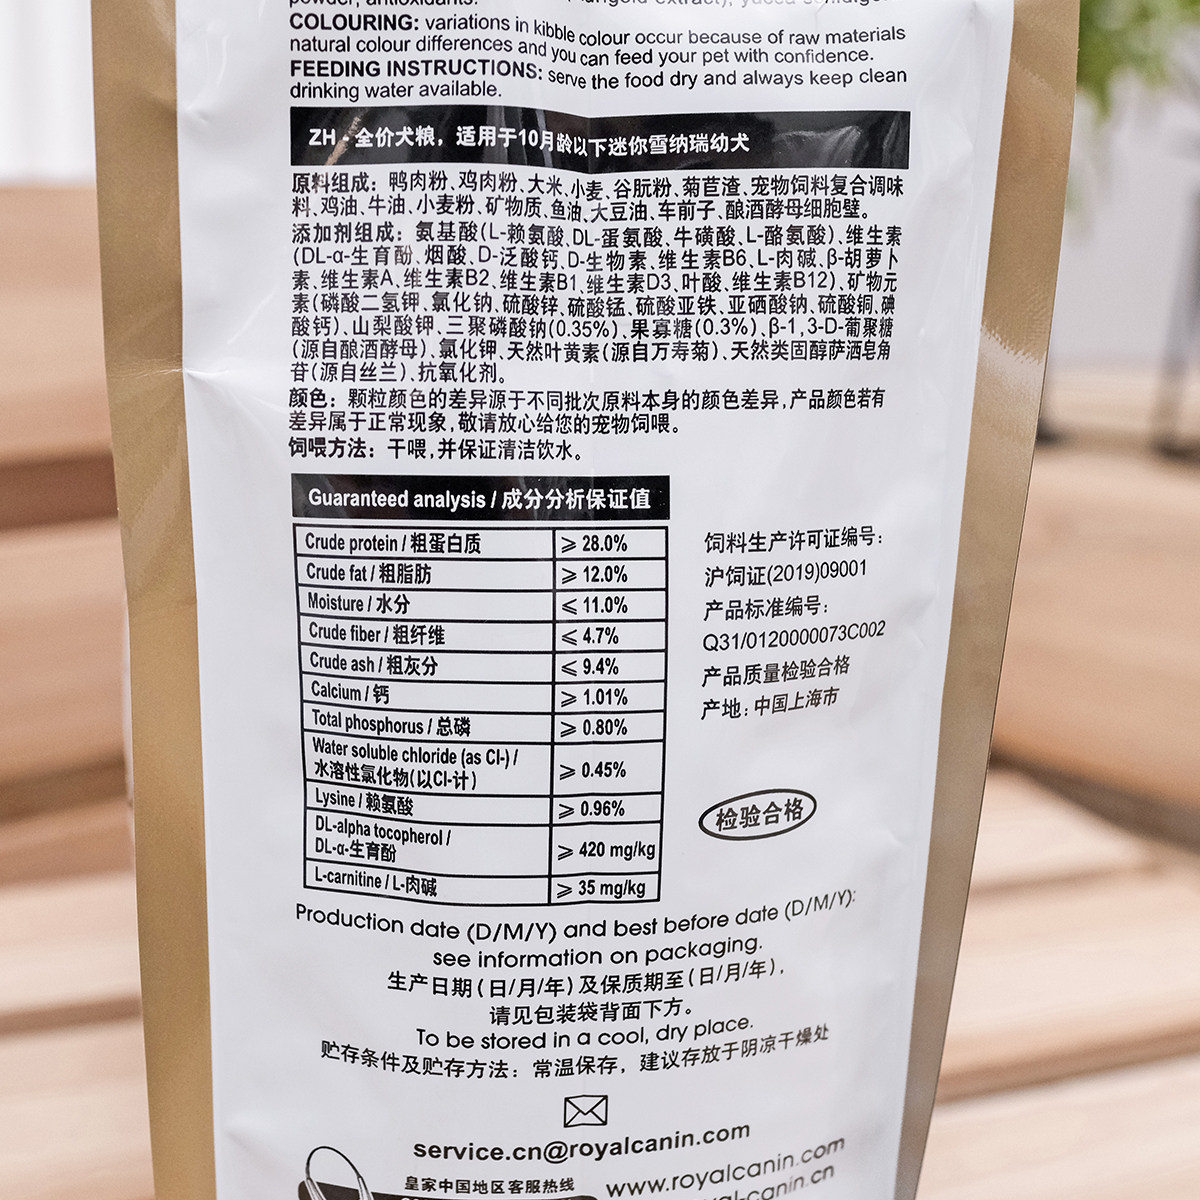 powder, antioxidants.
COLOURING: variations in kibble colour occur because of raw materials
natural colour differences and you can feed your pet with confidence.
FEEDING INSTRUCTIONS: serve the food dry and always keep clean
drinking water available.
ZH - 全价犬粮，适用于10月龄以下迷你雪纳瑞幼犬
原料组成：鸭肉粉、鸡肉粉、大米、小麦、谷朊粉、菊苣渣、宠物饲料复合调味
料、鸡油、牛油、小麦粉、矿物质、鱼油、大豆油、车前子、酿酒酵母细胞壁。
添加剂组成：氨基酸(L-赖氨酸、DL-蛋氨酸、牛磺酸、L-酪氨酸)、维生素
(DL-α-生育酚、烟酸、D-泛酸钙、D-生物素、维生素B6、L-肉碱、β-胡萝卜
素、维生素A、维生素B2、维生素B1、维生素D3、叶酸、维生素B12)、矿物元
素(磷酸二氢钾、氯化钠、硫酸锌、硫酸锰、硫酸亚铁、亚硒酸钠、硫酸铜、碘
酸钙)、山梨酸钾、三聚磷酸钠(0.35%)、果寡糖(0.3%)、β-1,3-D-葡聚糖
(源自酿酒酵母)、氯化钾、天然叶黄素(源自万寿菊)、天然类固醇萨洒皂角
苷(源自丝兰)、抗氧化剂。
颜色：颗粒颜色的差异源于不同批次原料本身的颜色差异，产品颜色若有
差异属于正常现象，敬请放心给您的宠物饲喂。
饲喂方法：干喂，并保证清洁饮水。
Guaranteed analysis / 成分分析保证值
Crude protein / 粗蛋白质 ⩾ 28.0%
Crude fat / 粗脂肪 ⩾ 12.0%
Moisture / 水分 ⩽ 11.0%
Crude fiber / 粗纤维 ⩽ 4.7%
Crude ash / 粗灰分 ⩽ 9.4%
Calcium / 钙 ⩾ 1.01%
Total phosphorus / 总磷 ⩾ 0.80%
Water soluble chloride (as Cl-) /
水溶性氯化物(以Cl-计) ⩾ 0.45%
Lysine / 赖氨酸 ⩾ 0.96%
DL-alpha tocopherol /
DL-α-生育酚 ⩾ 420 mg/kg
L-carnitine / L-肉碱 ⩾ 35 mg/kg
饲料生产许可证编号：
沪饲证(2019)09001
产品标准编号：
Q31/0120000073C002
产品质量检验合格
产地：中国上海市
检验合格
Production date (D/M/Y) and best before date (D/M/Y):
see information on packaging.
生产日期(日/月/年)及保质期至(日/月/年)，
请见包装袋背面下方。
To be stored in a cool, dry place.
贮存条件及贮存方法：常温保存，建议存放于阴凉干燥处
service.cn@royalcanin.com
皇家中国地区客服热线
www.royalcanin.com